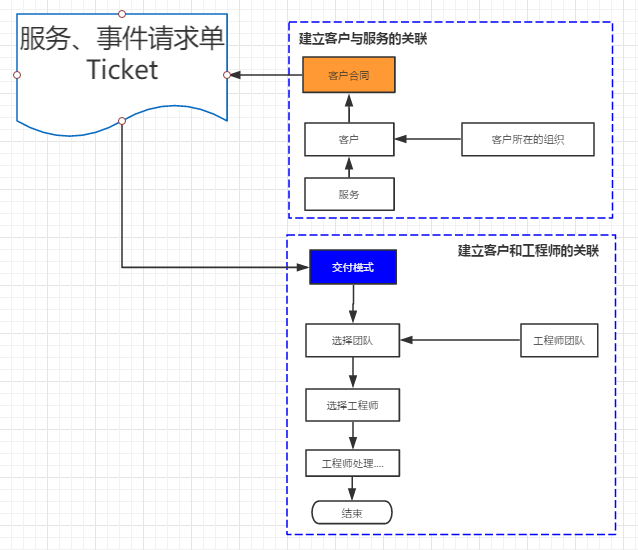 服务、事件请求单
Ticket
建立客户与服务的关联
客户合同
客户
客户所在的组织
服务
建立客户和工程师的关联
交付模式
选择团队
工程师团队
选择工程师
工程师处理....
结束